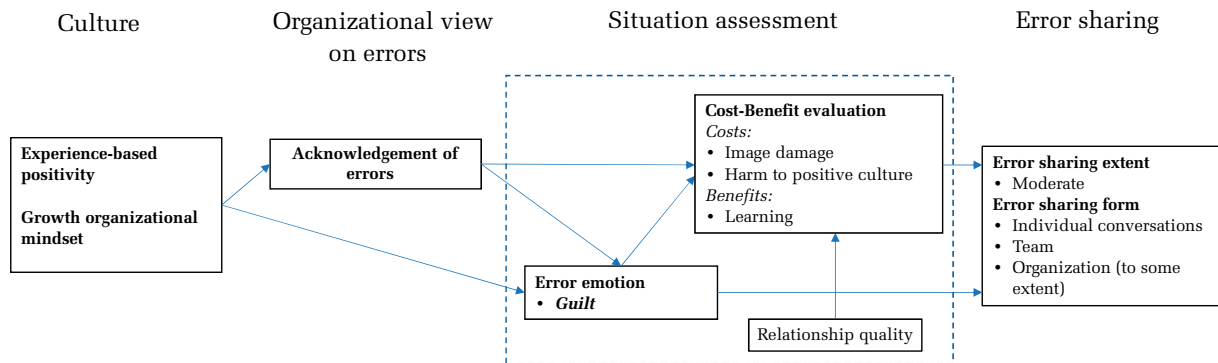 Culture
Organizational view
on errors
Situation assessment
Error sharing
Experience-based
positivity
Growth organizational
mindset
Acknowledgement of
errors
Cost-Benefit evaluation
Costs:
• Image damage
• Harm to positive culture
Benefits:
• Learning
Error emotion
• Guilt
Relationship quality
Error sharing extent
• Moderate
Error sharing form
• Individual conversations
• Team
• Organization (to some
extent)